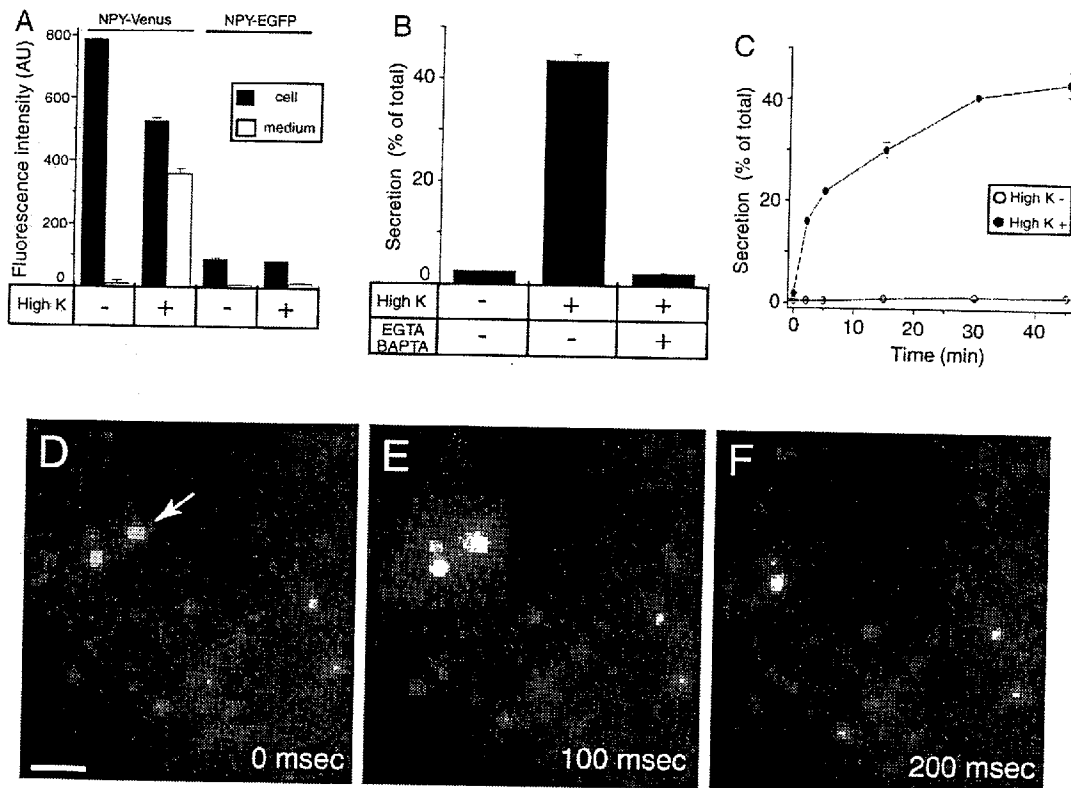 A
NPY-Venus NPY-EGFP
Fluorescence intensity (AU)
800
600
400
200
0
cell
medium
High K - + - +
B
Secretion (% of total)
40
20
0
High K - + +
EGTA
BAPTA - - +
C
Secretion (% of total)
40
20
0
High K -
High K +
0 10 20 30 40
Time (min)
D
0 msec
E
100 msec
F
200 msec